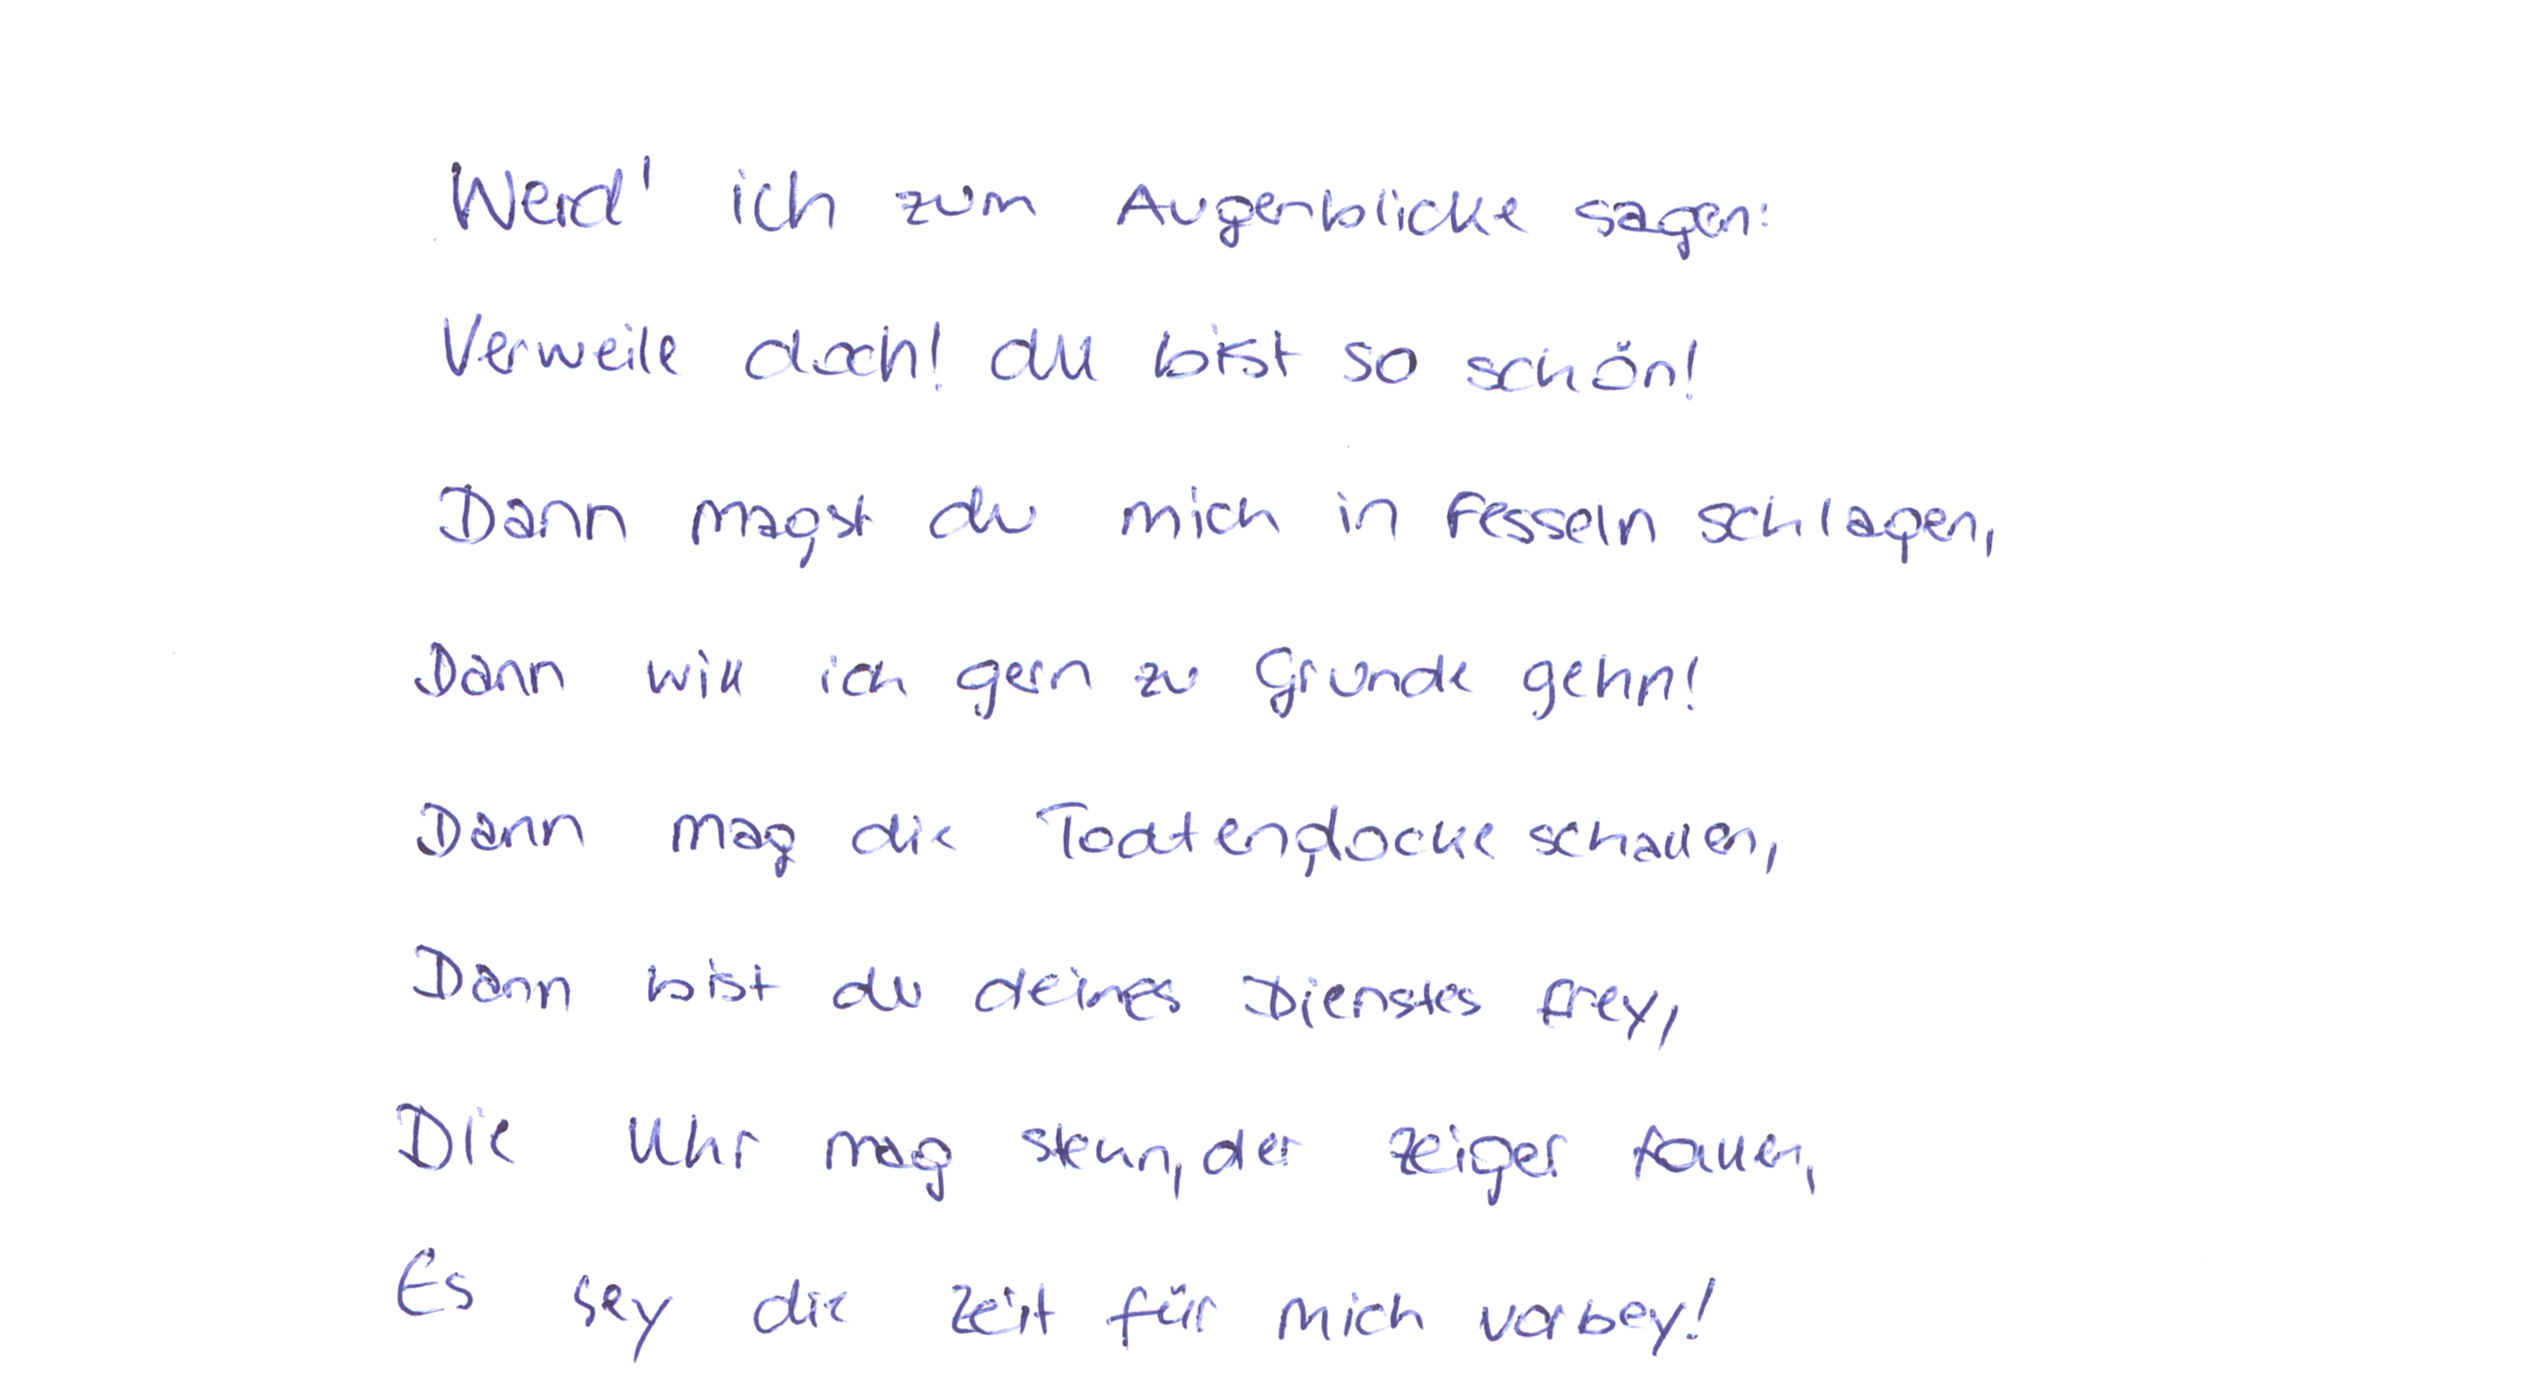 Werd' ich zum Augenblicke sagen:
Verweile doch! du bist so schön!
Dann magst du mich in Fesseln schlagen,
Dann will ich gern zu Grunde gehn!
Dann mag die Todtenglocke schallen,
Dann bist du deines Dienstes frey,
Die Uhr mag stehn, der Zeiger fallen,
Es sey die Zeit für mich vorbey!